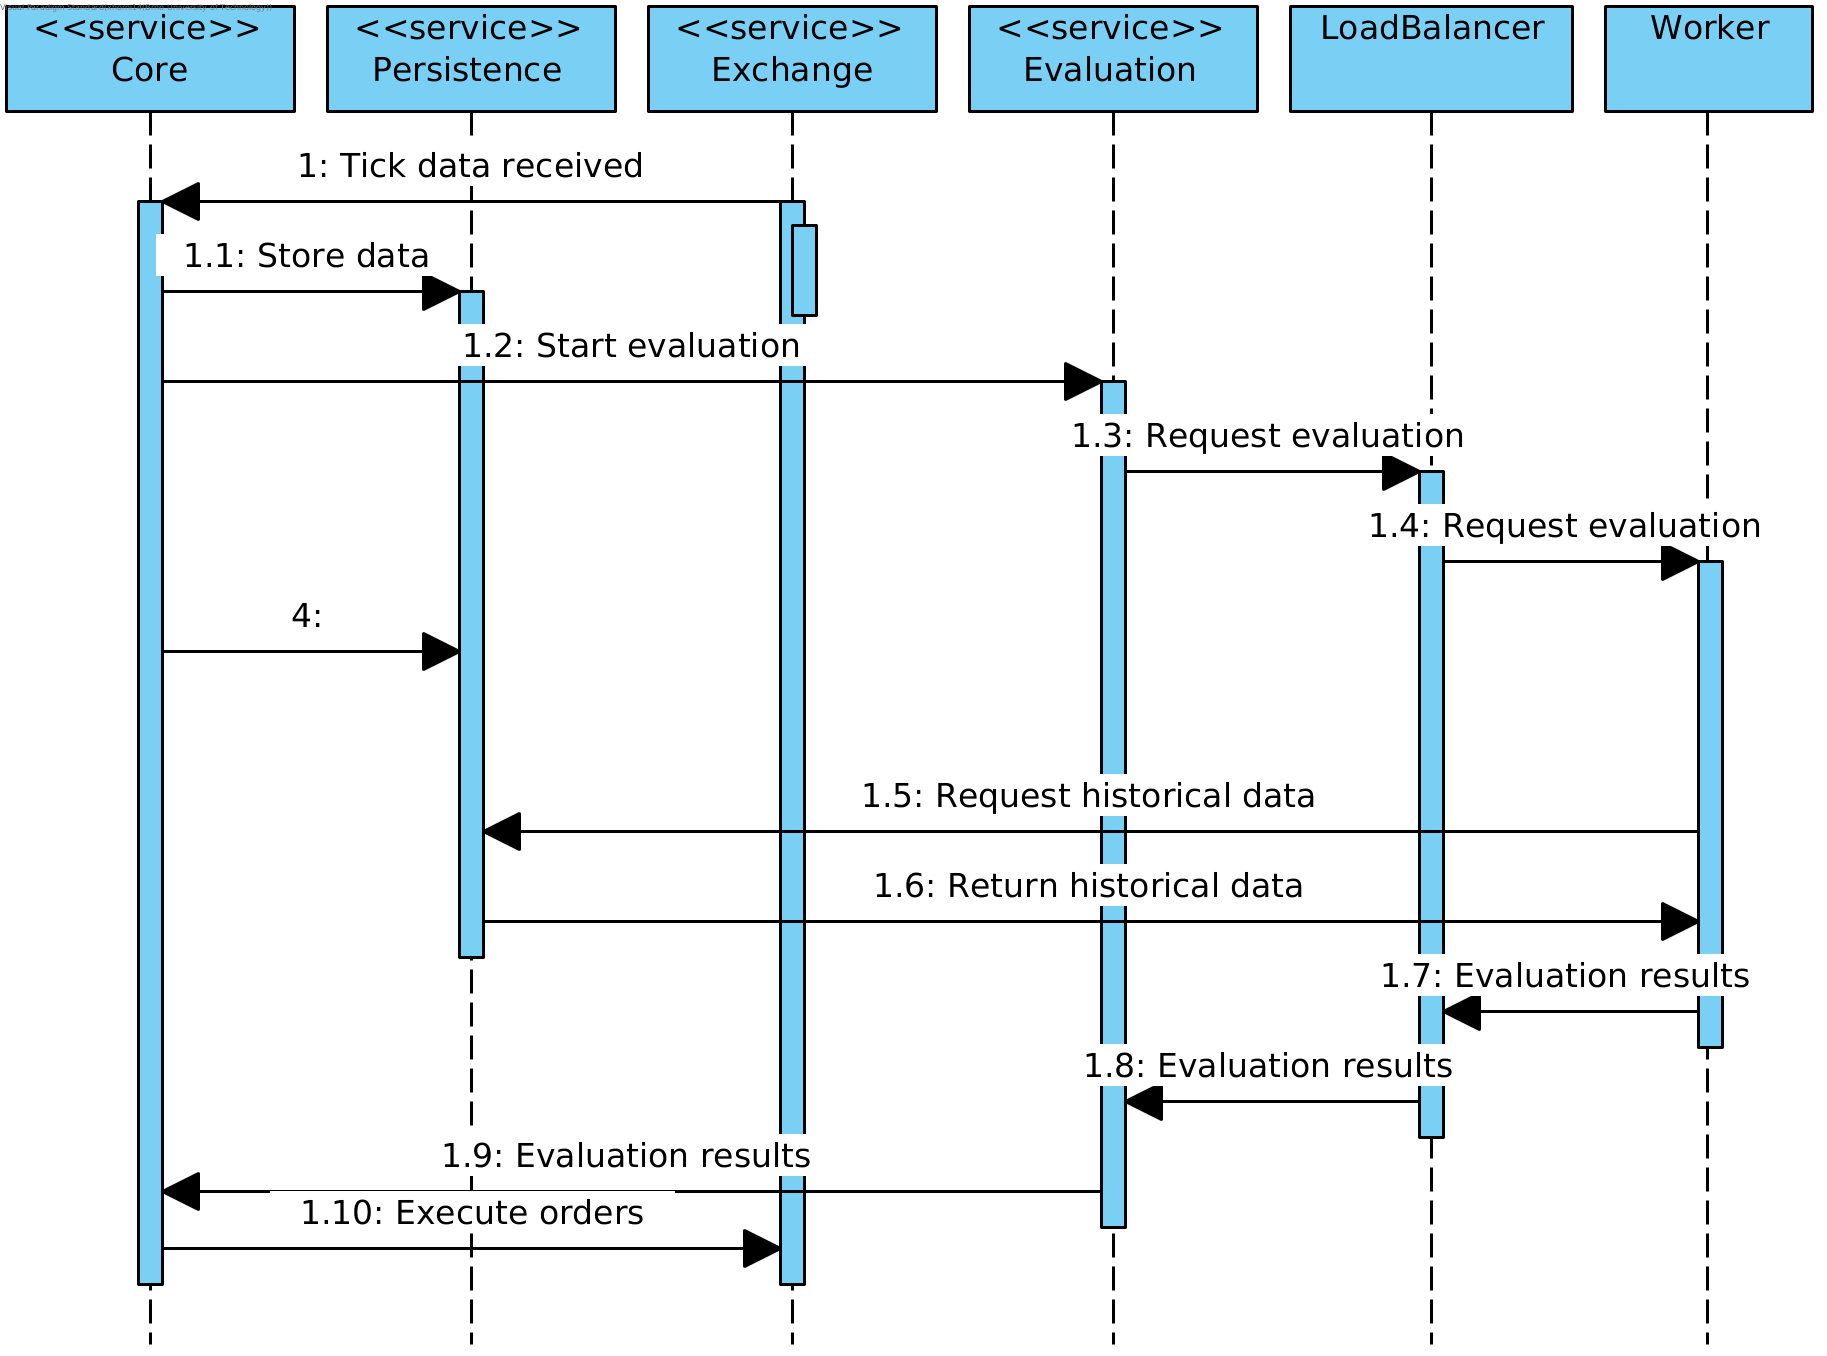 <<service>>
Core
<<service>>
Persistence
<<service>>
Exchange
<<service>>
Evaluation
LoadBalancer
Worker
1: Tick data received
1.1: Store data
1.2: Start evaluation
1.3: Request evaluation
1.4: Request evaluation
4:
1.5: Request historical data
1.6: Return historical data
1.7: Evaluation results
1.8: Evaluation results
1.9: Evaluation results
1.10: Execute orders